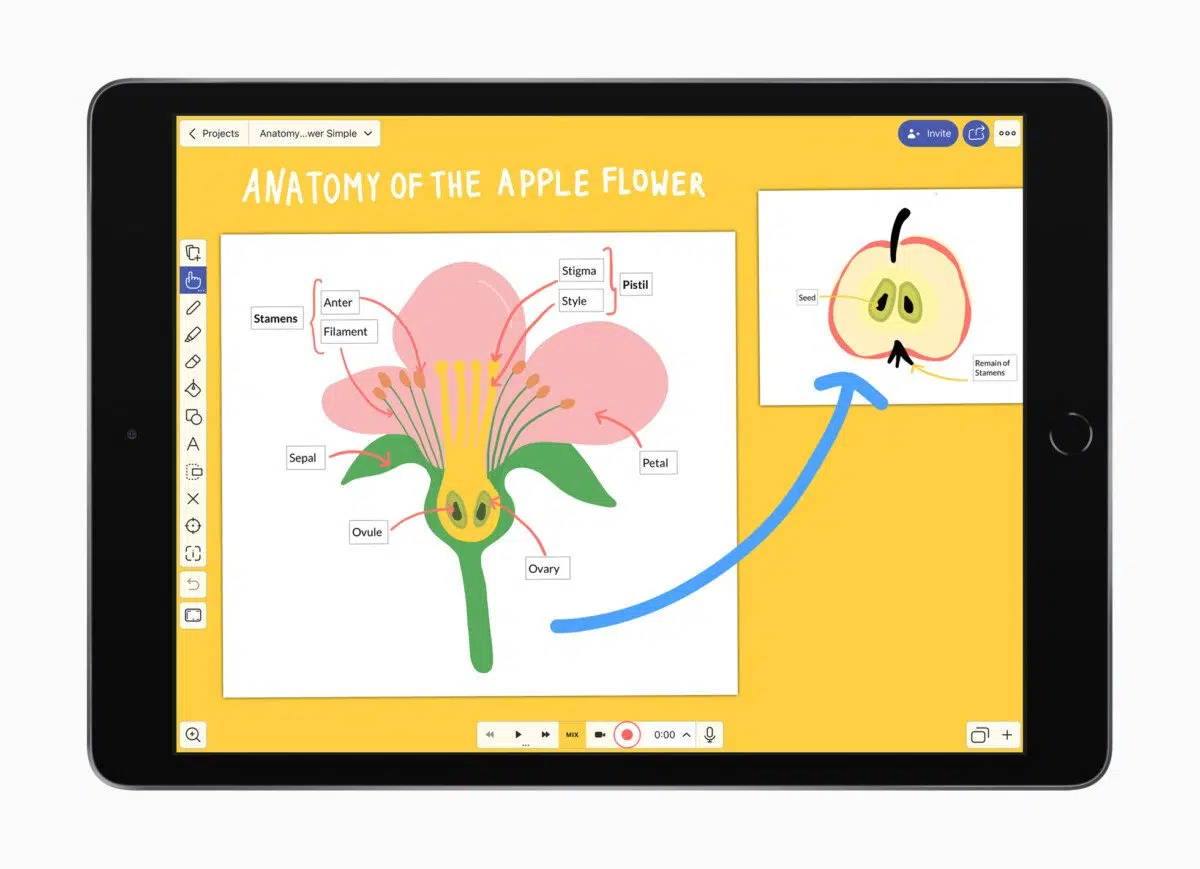 Projects
Anatomy...wer Simple
Invite
ANATOMY OF THE APPLE FLOWER
Stamens
Anter
Filament
Stigma
Style
Pistil
Sepal
Petal
Ovule
Ovary
Seed
Remain of
Stamens
A
MIX
0:00